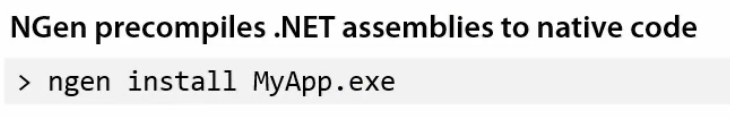 NGen precompiles .NET assemblies to native code
> ngen install MyApp.exe